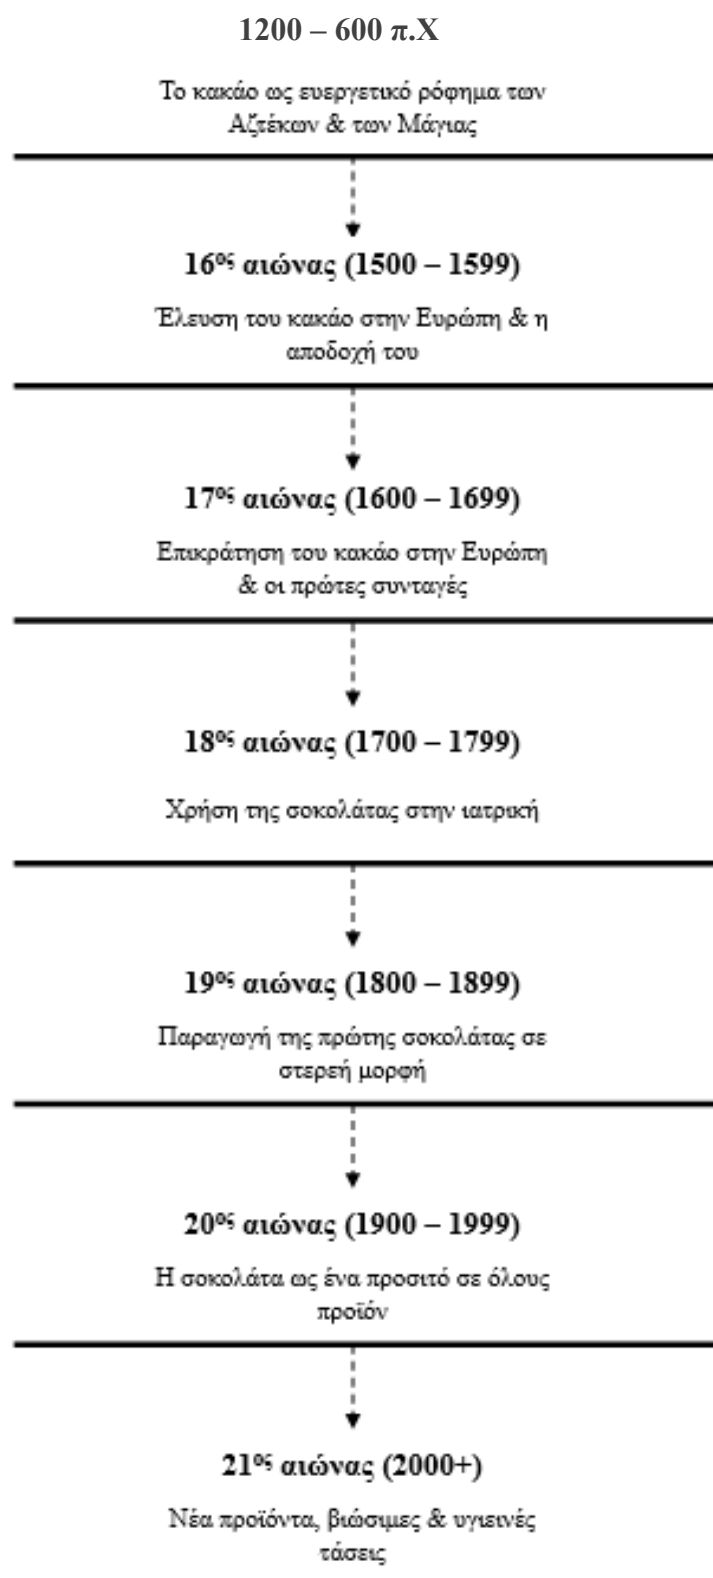 1200 – 600 π.Χ
Το κακάο ως ευεργετικό ρόφημα των
Αζτέκων & των Μάγιας
16ος αιώνας (1500 – 1599)
Έλευση του κακάο στην Ευρώπη & η
αποδοχή του
17ος αιώνας (1600 – 1699)
Επικράτηση του κακάο στην Ευρώπη
& οι πρώτες συνταγές
18ος αιώνας (1700 – 1799)
Χρήση της σοκολάτας στην ιατρική
19ος αιώνας (1800 – 1899)
Παραγωγή της πρώτης σοκολάτας σε
στερεή μορφή
20ος αιώνας (1900 – 1999)
Η σοκολάτα ως ένα προσιτό σε όλους
προϊόν
21ος αιώνας (2000+)
Νέα προϊόντα, βιώσιμες & υγιεινές
τάσεις